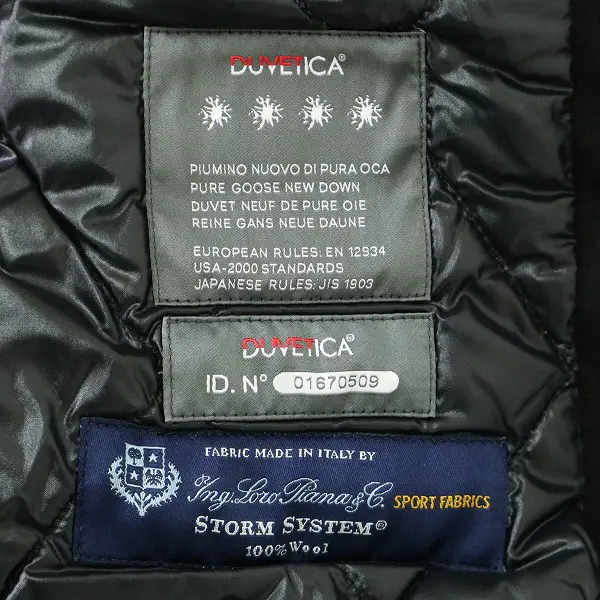 DUVETICA®
PIUMINO NUOVO DI PURA OCA
PURE GOOSE NEW DOWN
DUVET NEUF DE PURE OIE
REINE GANS NEUE DAUNE
EUROPEAN RULES: EN 12934
USA-2000 STANDARDS
JAPANESE RULES: JIS 1903
DUVETICA®
ID. N° 01670509
FABRIC MADE IN ITALY BY
Ing. Loro Piana & C. SPORT FABRICS
STORM SYSTEM®
100% Wool